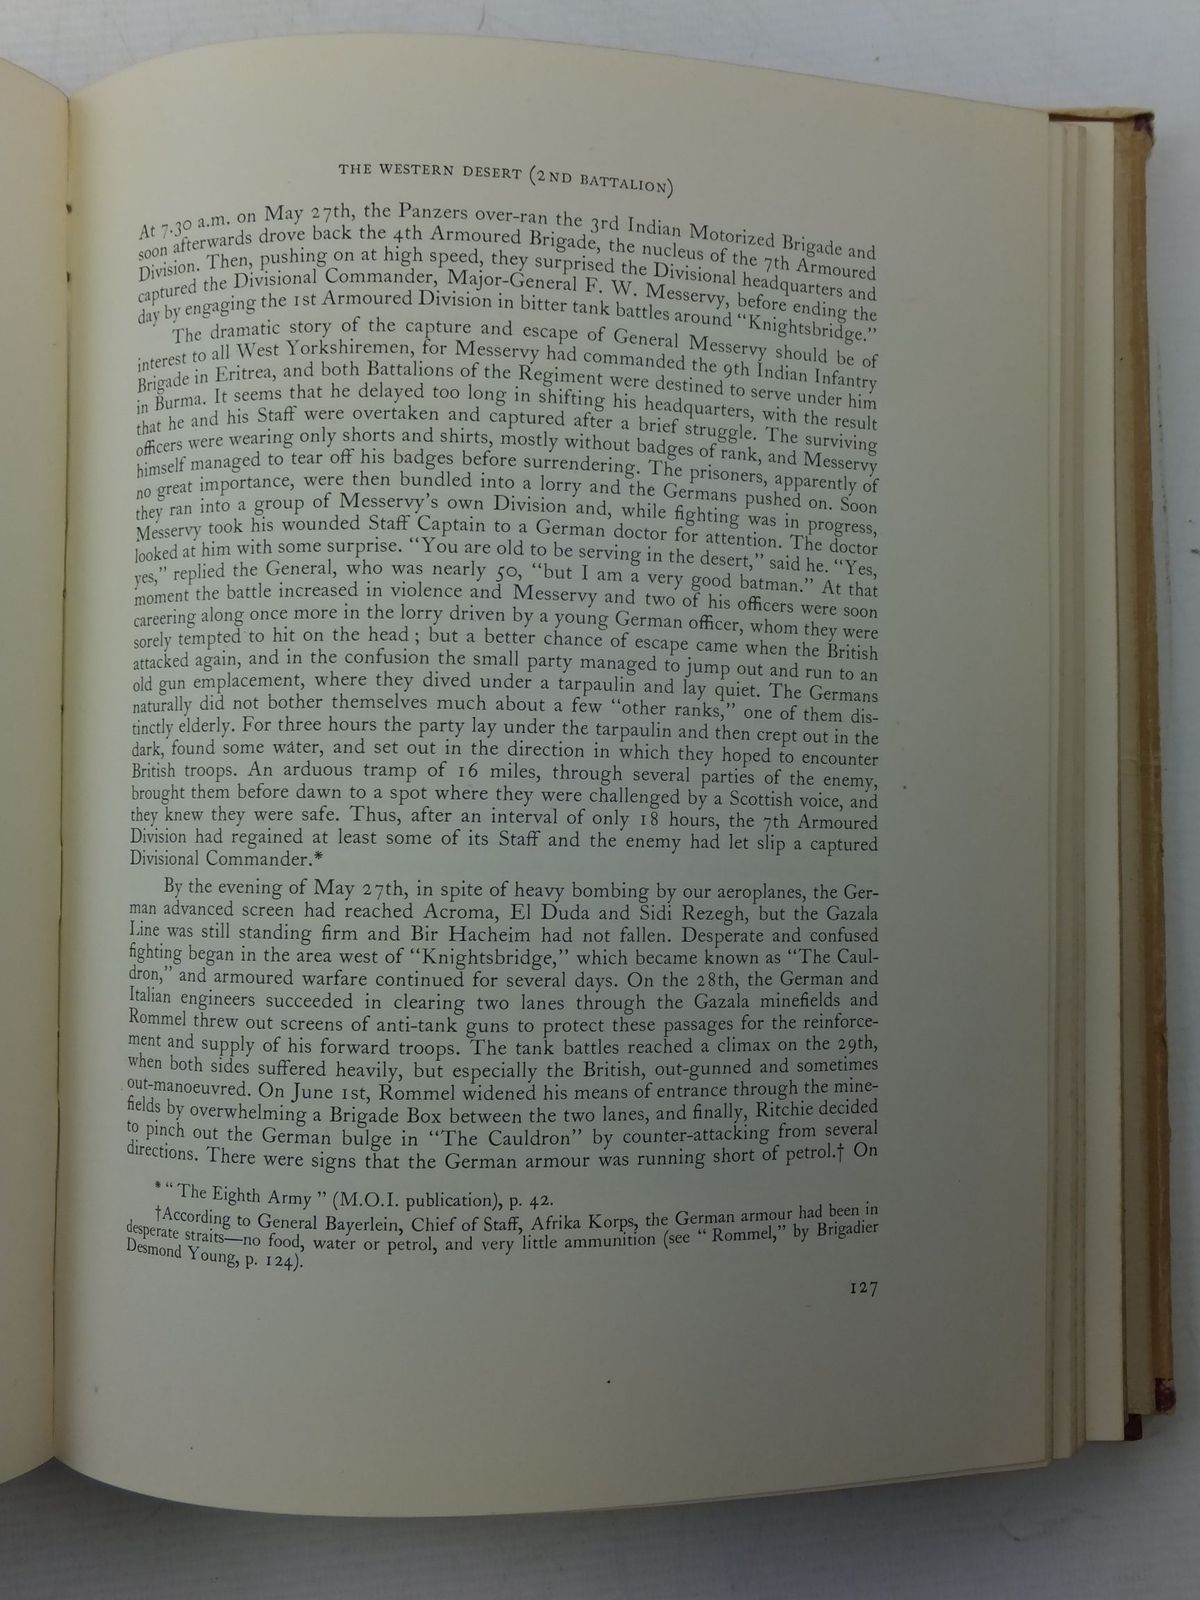 THE WESTERN DESERT (2ND BATTALION)
At 7.30 a.m. on May 27th, the Panzers over-ran the 3rd Indian Motorized Brigade and
soon afterwards drove back the 4th Armoured Brigade, the nucleus of the 7th Armoured
Division. Then, pushing on at high speed, they surprised the Divisional headquarters and
captured the Divisional Commander, Major-General F. W. Messervy, before ending the
day by engaging the 1st Armoured Division in bitter tank battles around "Knightsbridge."
The dramatic story of the capture and escape of General Messervy should be of
interest to all West Yorkshiremen, for Messervy had commanded the 9th Indian Infantry
Brigade in Eritrea, and both Battalions of the Regiment were destined to serve under him
in Burma. It seems that he delayed too long in shifting his headquarters, with the result
that he and his Staff were overtaken and captured after a brief struggle. The surviving
officers were wearing only shorts and shirts, mostly without badges of rank, and Messervy
himself managed to tear off his badges before surrendering. The prisoners, apparently of
no great importance, were then bundled into a lorry and the Germans pushed on. Soon
they ran into a group of Messervy's own Division and, while fighting was in progress,
Messervy took his wounded Staff Captain to a German doctor for attention. The doctor
looked at him with some surprise. "You are old to be serving in the desert," said he. "Yes,
yes," replied the General, who was nearly 50, "but I am a very good batman." At that
moment the battle increased in violence and Messervy and two of his officers were soon
careering along once more in the lorry driven by a young German officer, whom they were
sorely tempted to hit on the head; but a better chance of escape came when the British
attacked again, and in the confusion the small party managed to jump out and run to an
old gun emplacement, where they dived under a tarpaulin and lay quiet. The Germans
naturally did not bother themselves much about a few "other ranks," one of them dis-
tinctly elderly. For three hours the party lay under the tarpaulin and then crept out in the
dark, found some water, and set out in the direction in which they hoped to encounter
British troops. An arduous tramp of 16 miles, through several parties of the enemy,
brought them before dawn to a spot where they were challenged by a Scottish voice, and
they knew they were safe. Thus, after an interval of only 18 hours, the 7th Armoured
Division had regained at least some of its Staff and the enemy had let slip a captured
Divisional Commander.*
By the evening of May 27th, in spite of heavy bombing by our aeroplanes, the Ger-
man advanced screen had reached Acroma, El Duda and Sidi Rezegh, but the Gazala
Line was still standing firm and Bir Hacheim had not fallen. Desperate and confused
fighting began in the area west of "Knightsbridge," which became known as "The Caul-
dron," and armoured warfare continued for several days. On the 28th, the German and
Italian engineers succeeded in clearing two lanes through the Gazala minefields and
Rommel threw out screens of anti-tank guns to protect these passages for the reinforce-
ment and supply of his forward troops. The tank battles reached a climax on the 29th,
when both sides suffered heavily, but especially the British, out-gunned and sometimes
out-manoeuvred. On June 1st, Rommel widened his means of entrance through the mine-
fields by overwhelming a Brigade Box between the two lanes, and finally, Ritchie decided
to pinch out the German bulge in "The Cauldron" by counter-attacking from several
directions. There were signs that the German armour was running short of petrol.† On
*"The Eighth Army" (M.O.I. publication), p. 42.
†According to General Bayerlein, Chief of Staff, Afrika Korps, the German armour had been in
desperate straits—no food, water or petrol, and very little ammunition (see "Rommel," by Brigadier
Desmond Young, p. 124).
127